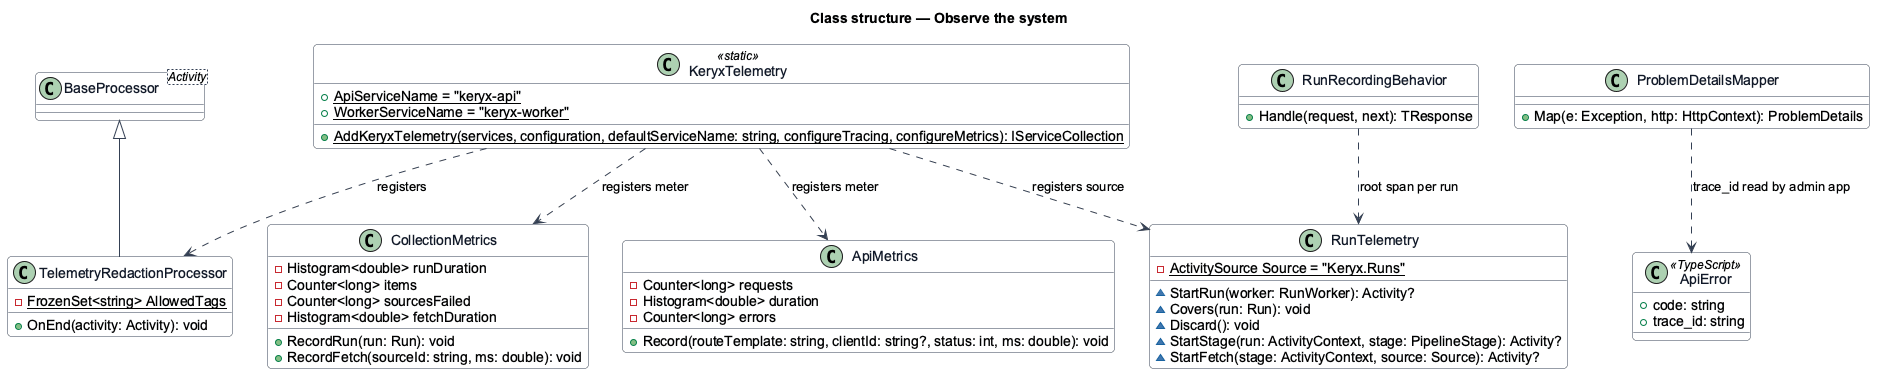 Class structure — Observe the system
BaseProcessor
Activity
«static»
KeryxTelemetry
ApiServiceName = "keryx-api"
WorkerServiceName = "keryx-worker"
AddKeryxTelemetry(services, configuration, defaultServiceName: string, configureTracing, configureMetrics): IServiceCollection
RunRecordingBehavior
Handle(request, next): TResponse
ProblemDetailsMapper
Map(e: Exception, http: HttpContext): ProblemDetails
registers
registers meter
registers meter
registers source
root span per run
trace_id read by admin app
TelemetryRedactionProcessor
FrozenSet<string> AllowedTags
OnEnd(activity: Activity): void
CollectionMetrics
Histogram<double> runDuration
Counter<long> items
Counter<long> sourcesFailed
Histogram<double> fetchDuration
RecordRun(run: Run): void
RecordFetch(sourceId: string, ms: double): void
ApiMetrics
Counter<long> requests
Histogram<double> duration
Counter<long> errors
Record(routeTemplate: string, clientId: string?, status: int, ms: double): void
RunTelemetry
ActivitySource Source = "Keryx.Runs"
StartRun(worker: RunWorker): Activity?
Covers(run: Run): void
Discard(): void
StartStage(run: ActivityContext, stage: PipelineStage): Activity?
StartFetch(stage: ActivityContext, source: Source): Activity?
«TypeScript»
ApiError
code: string
trace_id: string